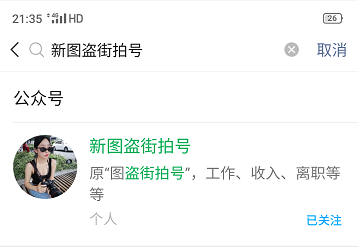 21:35 4G HD 26
新图盗街拍号 取消
公众号
新图盗街拍号
原“图盗街拍号”，工作、收入、离职等
等
个人 已关注